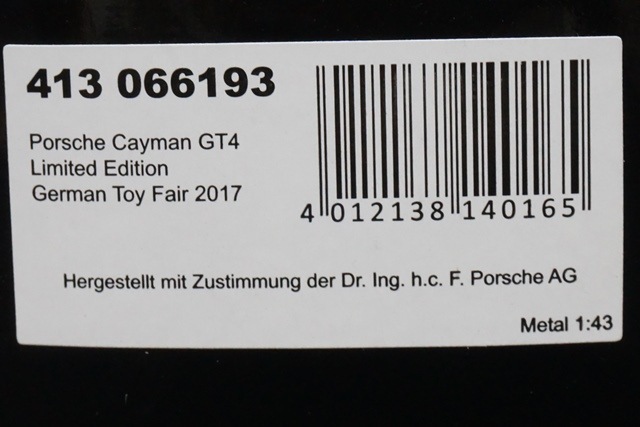 413 066193
Porsche Cayman GT4
Limited Edition
German Toy Fair 2017
4 012138 140165
Hergestellt mit Zustimmung der Dr. Ing. h.c. F. Porsche AG
Metal 1:43